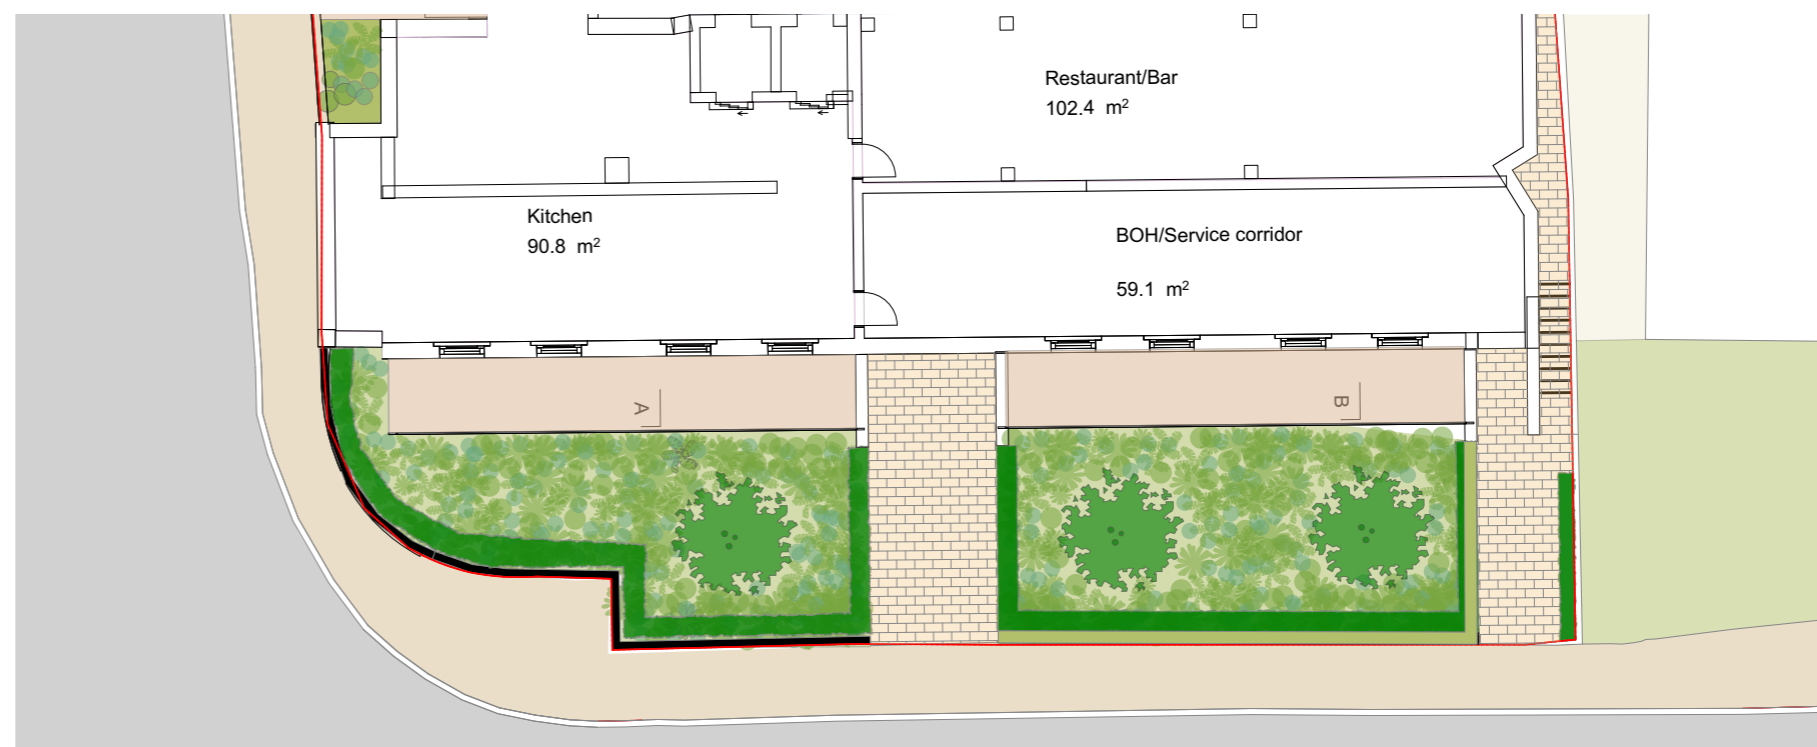 Restaurant/Bar
102.4 m²
Kitchen
90.8 m²
BOH/Service corridor
59.1 m²
A
B